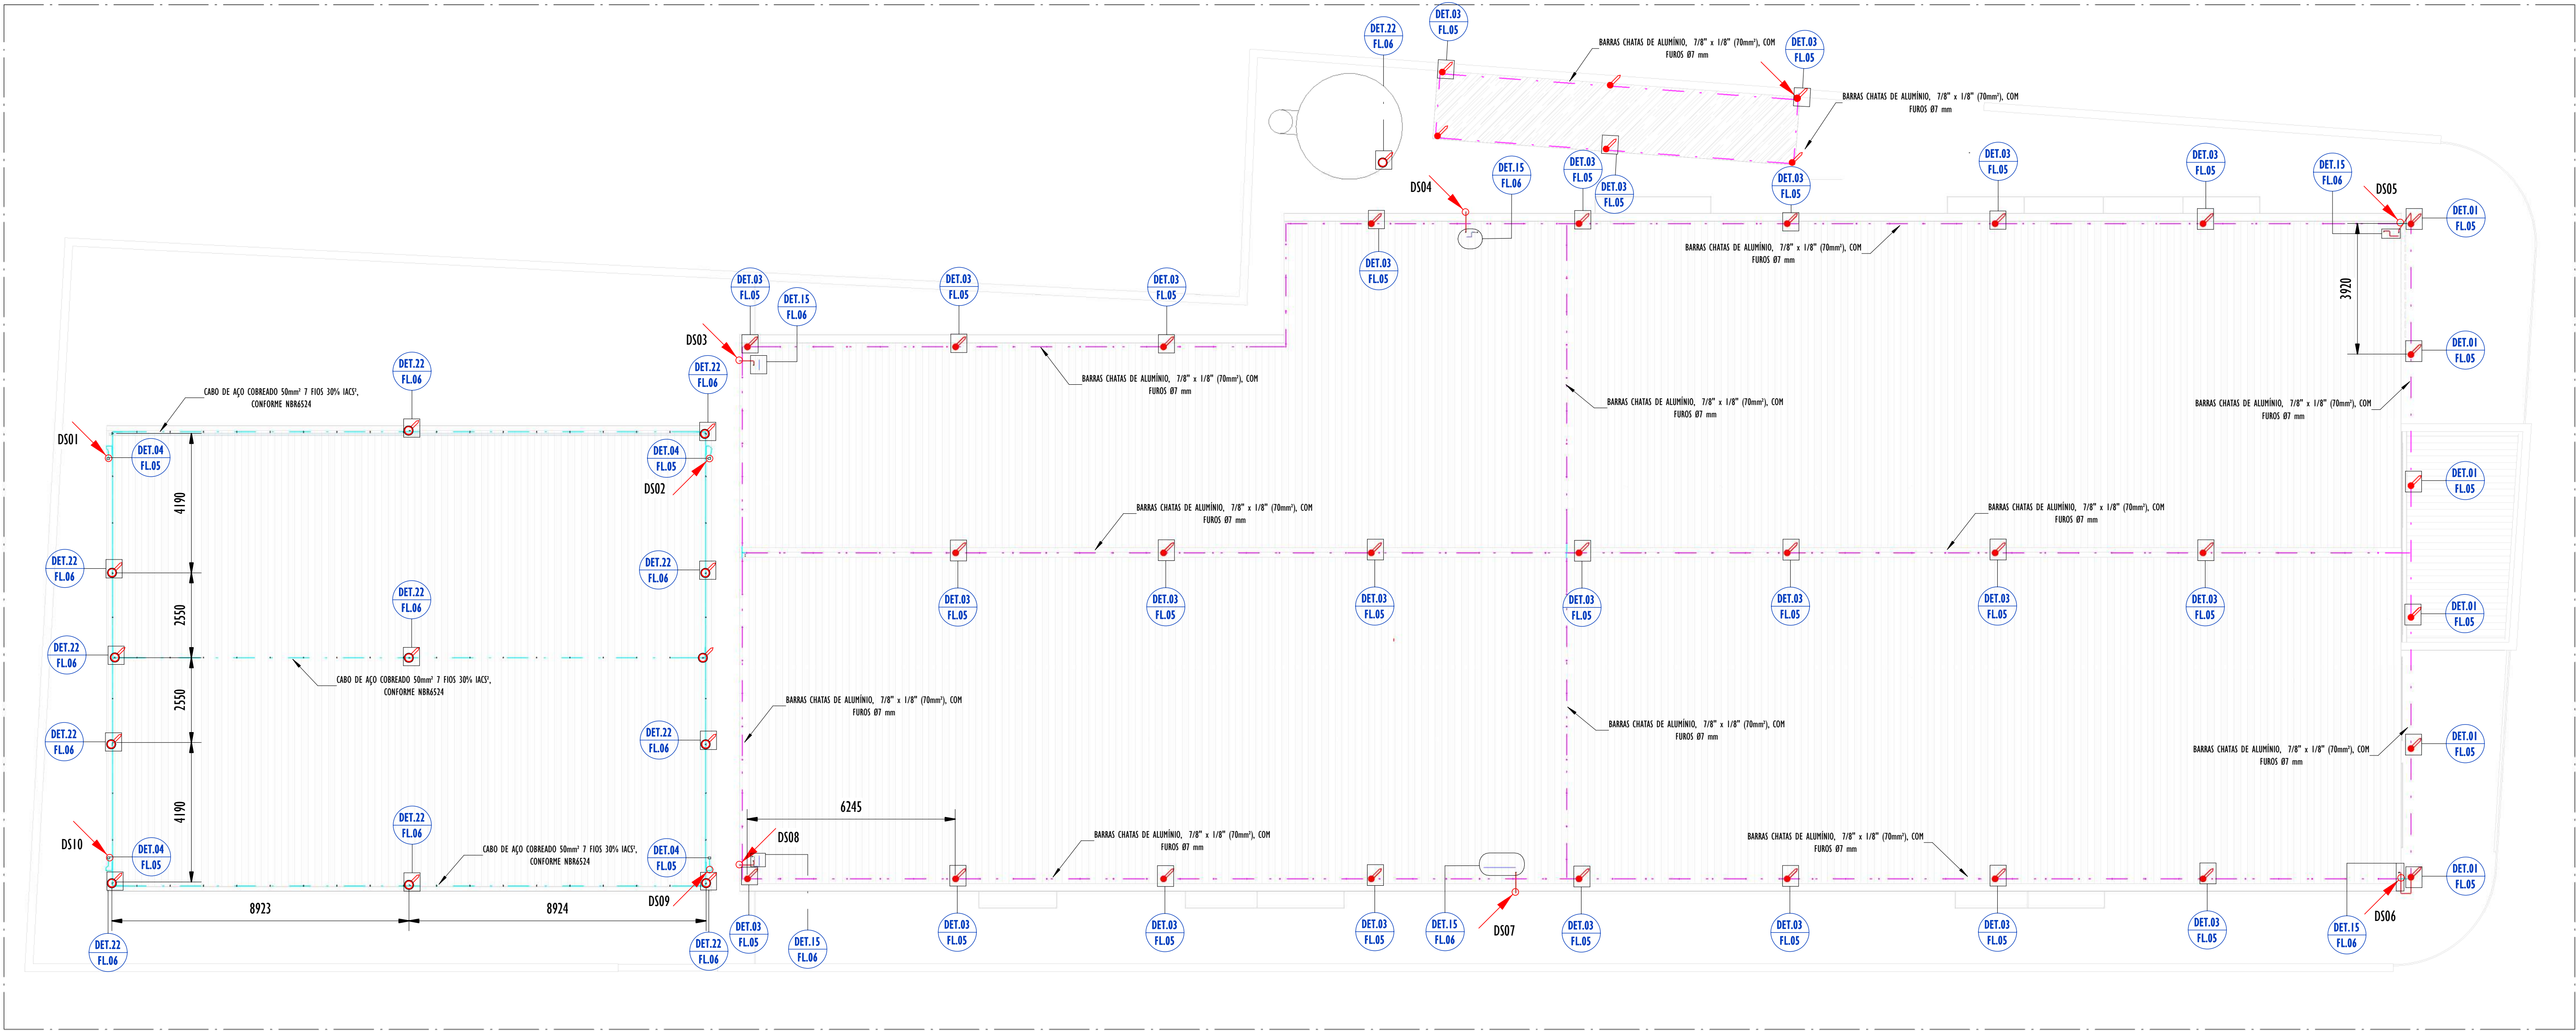 DET.22
FL.06
DET.03
FL.05
BARRAS CHATAS DE ALUMÍNIO, 7/8" x 1/8" (70mm²), COM
FUROS Ø7 mm
DET.03
FL.05
BARRAS CHATAS DE ALUMÍNIO, 7/8" x 1/8" (70mm²), COM
FUROS Ø7 mm
DS04
DET.15
FL.06
DET.03
FL.05
DET.03
FL.05
DET.03
FL.05
DET.03
FL.05
DET.03
FL.05
DET.15
FL.06
DS05
DET.01
FL.05
BARRAS CHATAS DE ALUMÍNIO, 7/8" x 1/8" (70mm²), COM
FUROS Ø7 mm
DET.03
FL.05
3920
DET.03
FL.05
DET.15
FL.06
DET.03
FL.05
DET.03
FL.05
DS03
DET.22
FL.06
DET.22
FL.06
DET.01
FL.05
BARRAS CHATAS DE ALUMÍNIO, 7/8" x 1/8" (70mm²), COM
FUROS Ø7 mm
CABO DE AÇO COBREADO 50mm² 7 FIOS 30% IACS²,
CONFORME NBR6524
BARRAS CHATAS DE ALUMÍNIO, 7/8" x 1/8" (70mm²), COM
FUROS Ø7 mm
BARRAS CHATAS DE ALUMÍNIO, 7/8" x 1/8" (70mm²), COM
FUROS Ø7 mm
DS01
DET.04
FL.05
DET.04
FL.05
DS02
4190
DET.01
FL.05
BARRAS CHATAS DE ALUMÍNIO, 7/8" x 1/8" (70mm²), COM
FUROS Ø7 mm
BARRAS CHATAS DE ALUMÍNIO, 7/8" x 1/8" (70mm²), COM
FUROS Ø7 mm
DET.22
FL.06
DET.22
FL.06
2550
DET.22
FL.06
DET.03
FL.05
DET.03
FL.05
DET.03
FL.05
DET.03
FL.05
DET.03
FL.05
DET.03
FL.05
DET.03
FL.05
DET.01
FL.05
DET.22
FL.06
2550
CABO DE AÇO COBREADO 50mm² 7 FIOS 30% IACS²,
CONFORME NBR6524
BARRAS CHATAS DE ALUMÍNIO, 7/8" x 1/8" (70mm²), COM
FUROS Ø7 mm
BARRAS CHATAS DE ALUMÍNIO, 7/8" x 1/8" (70mm²), COM
FUROS Ø7 mm
DET.22
FL.06
DET.22
FL.06
BARRAS CHATAS DE ALUMÍNIO, 7/8" x 1/8" (70mm²), COM
FUROS Ø7 mm
DET.01
FL.05
4190
6245
DET.22
FL.06
DS10
DET.04
FL.05
CABO DE AÇO COBREADO 50mm² 7 FIOS 30% IACS²,
CONFORME NBR6524
DET.04
FL.05
DS08
BARRAS CHATAS DE ALUMÍNIO, 7/8" x 1/8" (70mm²), COM
FUROS Ø7 mm
BARRAS CHATAS DE ALUMÍNIO, 7/8" x 1/8" (70mm²), COM
FUROS Ø7 mm
DET.01
FL.05
8923
8924
DS09
DS07
DS06
DET.22
FL.06
DET.22
FL.06
DET.03
FL.05
DET.15
FL.06
DET.03
FL.05
DET.03
FL.05
DET.03
FL.05
DET.15
FL.06
DET.03
FL.05
DET.03
FL.05
DET.03
FL.05
DET.03
FL.05
DET.15
FL.06